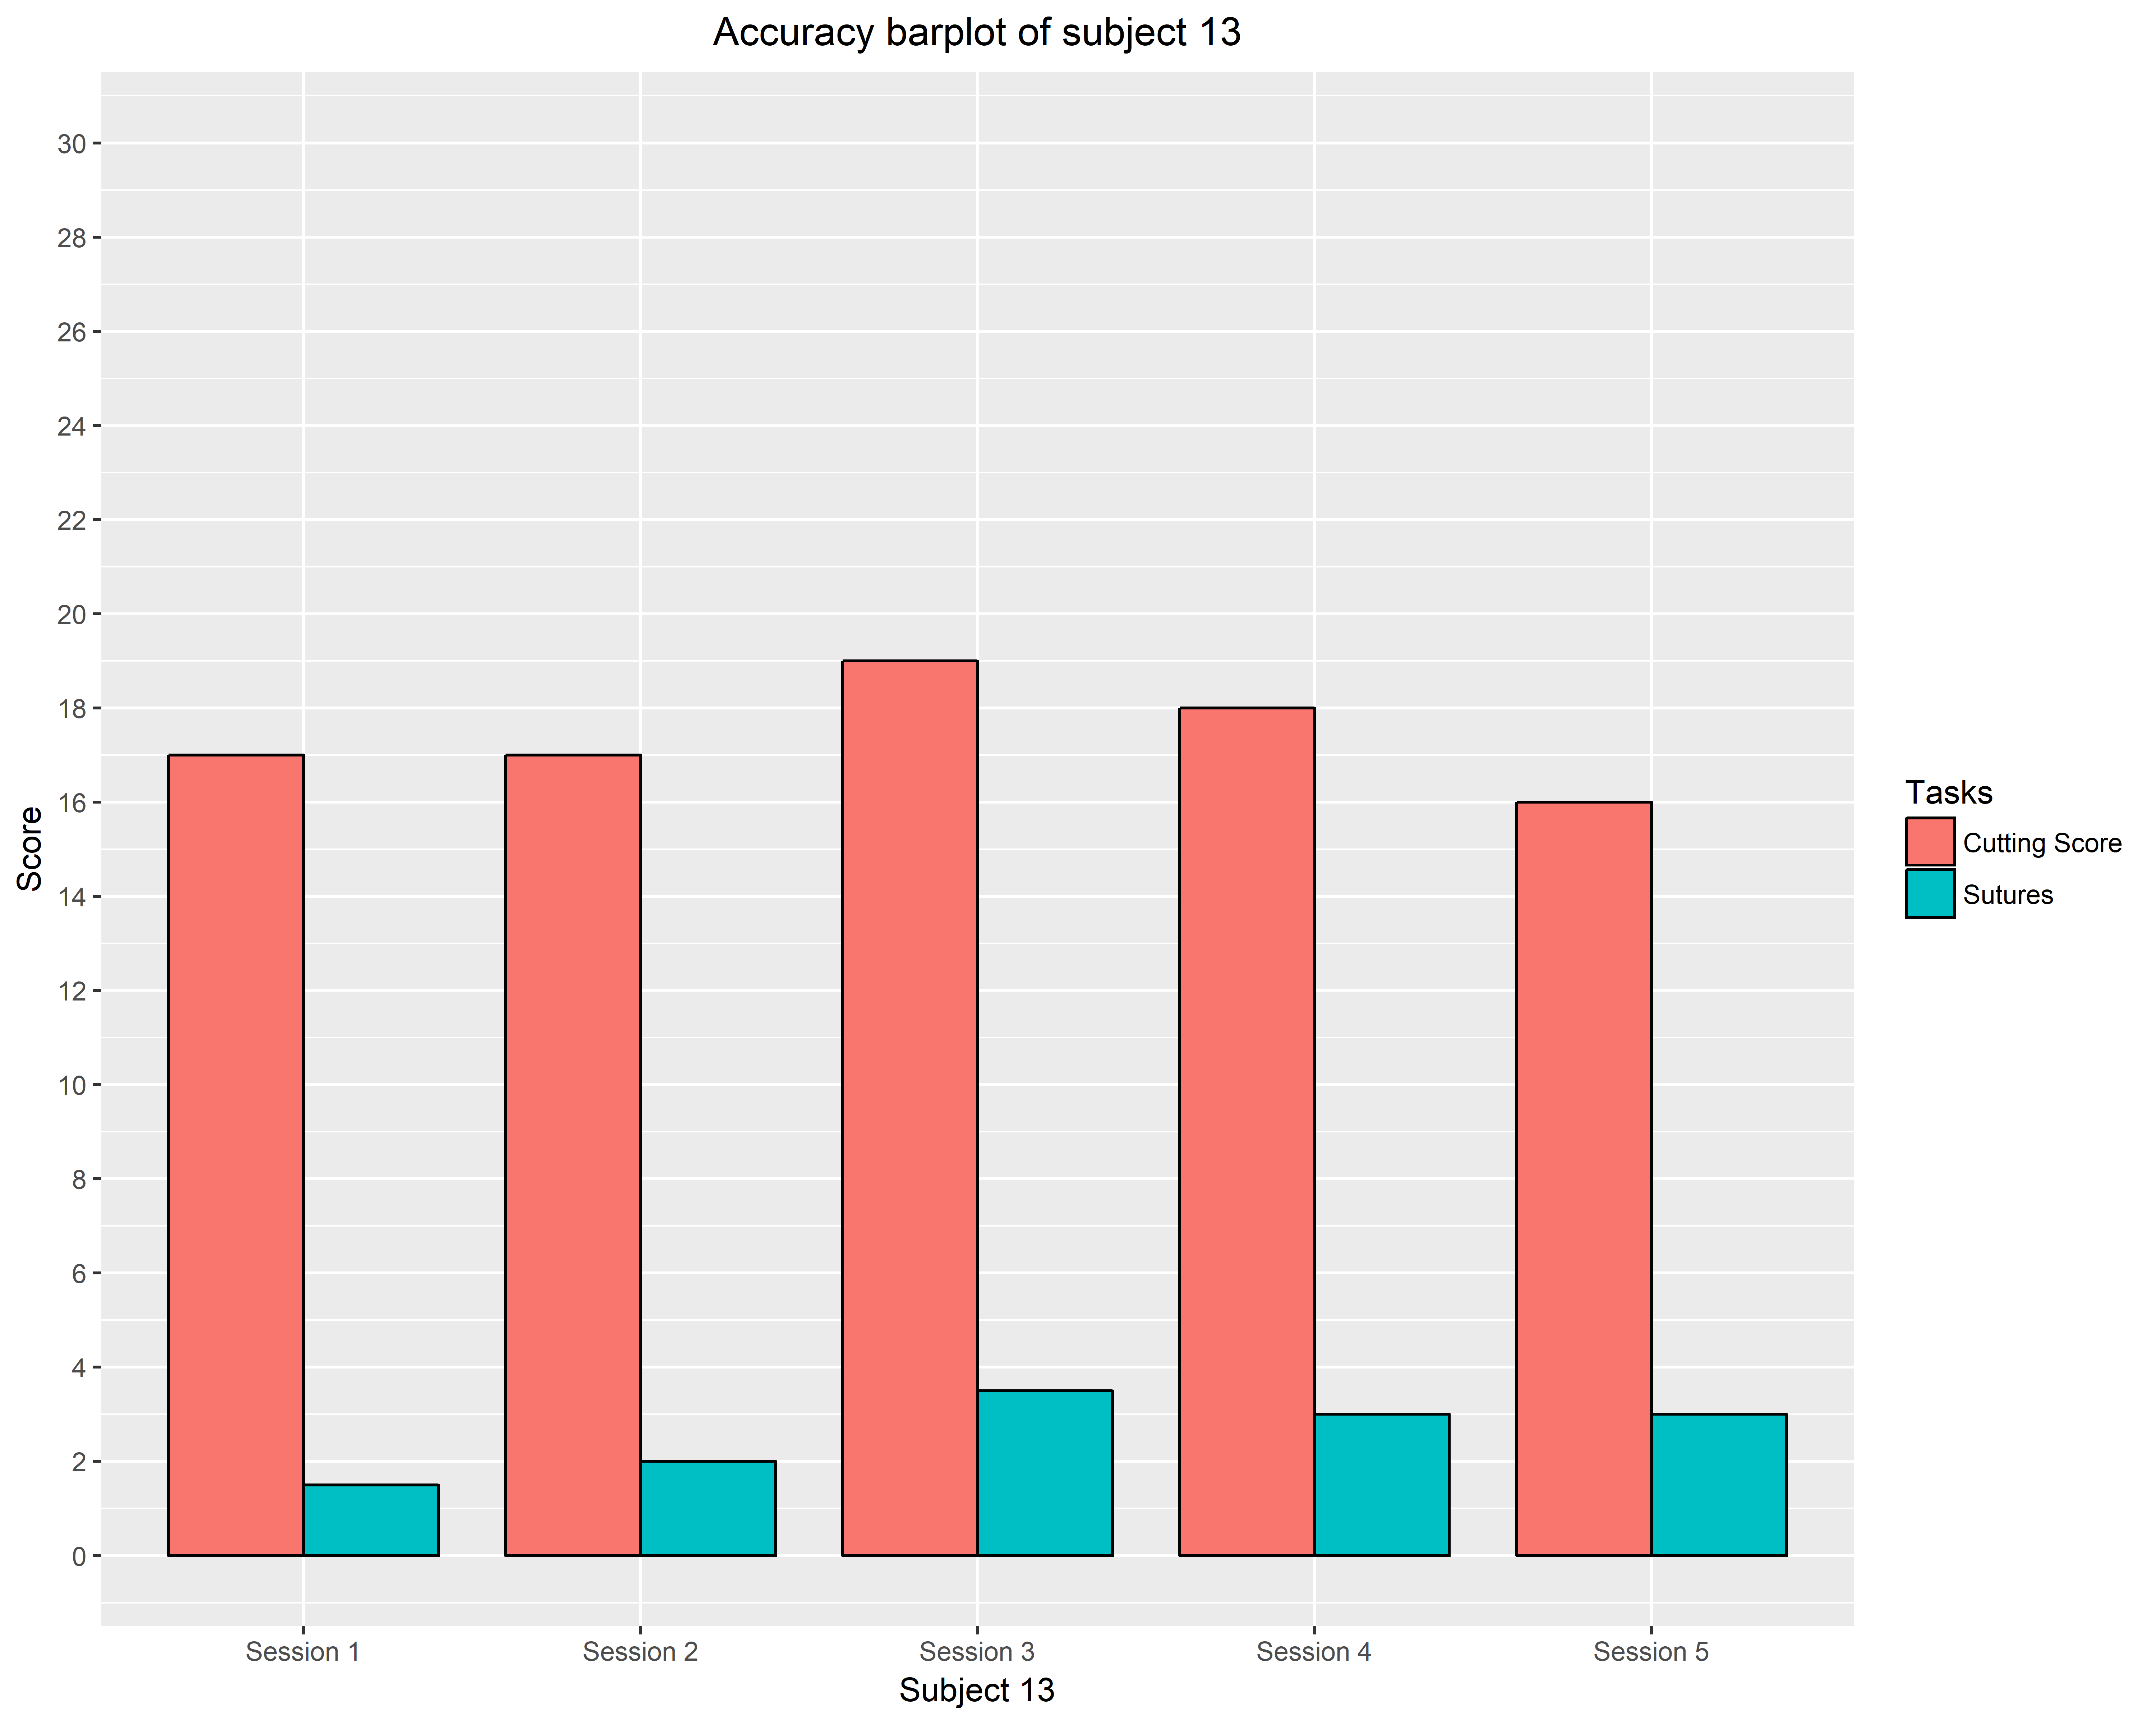 Accuracy barplot of subject 13
30
28
26
24
22
20
18
16
14
12
10
8
6
4
2
0
Score
Session 1 Session 2 Session 3 Session 4 Session 5
Subject 13
Tasks
Cutting Score
Sutures